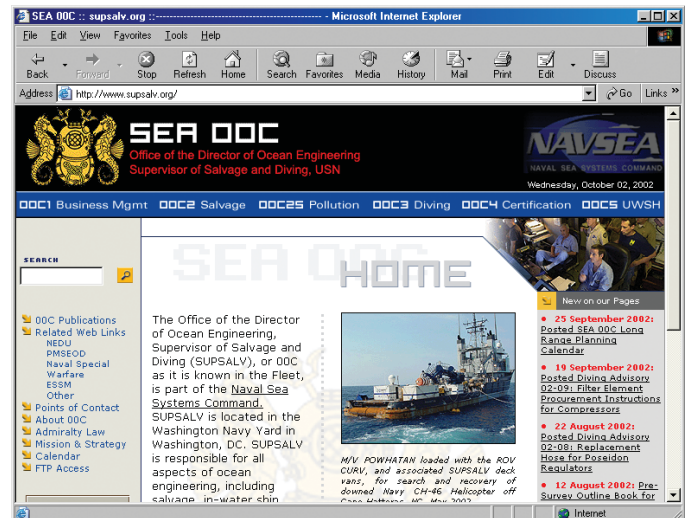 SEA 00C :: supsalv.org ::---------------------------------------------- - Microsoft Internet Explorer
File Edit View Favorites Tools Help
Back Forward Stop Refresh Home Search Favorites Media History Mail Print Edit Discuss
Address http://www.supsalv.org/ Go Links »
SEA 00C
Office of the Director of Ocean Engineering
Supervisor of Salvage and Diving, USN
NAVSEA
NAVAL SEA SYSTEMS COMMAND
Wednesday, October 02, 2002
00C1 Business Mgmt 00C2 Salvage 00C25 Pollution 00C3 Diving 00C4 Certification 00C5 UWSH
SEARCH
00C Publications
Related Web Links
NEDU
PMSEOD
Naval Special
Warfare
ESSM
Other
Points of Contact
About 00C
Admiralty Law
Mission & Strategy
Calendar
FTP Access
SEA 00C
HOME
The Office of the Director
of Ocean Engineering,
Supervisor of Salvage and
Diving (SUPSALV), or 00C
as it is known in the Fleet,
is part of the Naval Sea
Systems Command.
SUPSALV is located in the
Washington Navy Yard in
Washington, DC. SUPSALV
is responsible for all
aspects of ocean
engineering, including
salvage, in-water ship
M/V POWHATAN loaded with the ROV
CURV, and associated SUPSALV deck
vans, for search and recovery of
downed Navy CH-46 Helicopter off
Cape Hatteras, NC, May 2002
New on our Pages
25 September 2002:
Posted SEA 00C Long
Range Planning
Calendar
19 September 2002:
Posted Diving Advisory
02-09: Filter Element
Procurement Instructions
for Compressors
22 August 2002:
Posted Diving Advisory
02-08: Replacement
Hose for Poseidon
Regulators
12 August 2002: Pre-
Survey Outline Book for
Internet